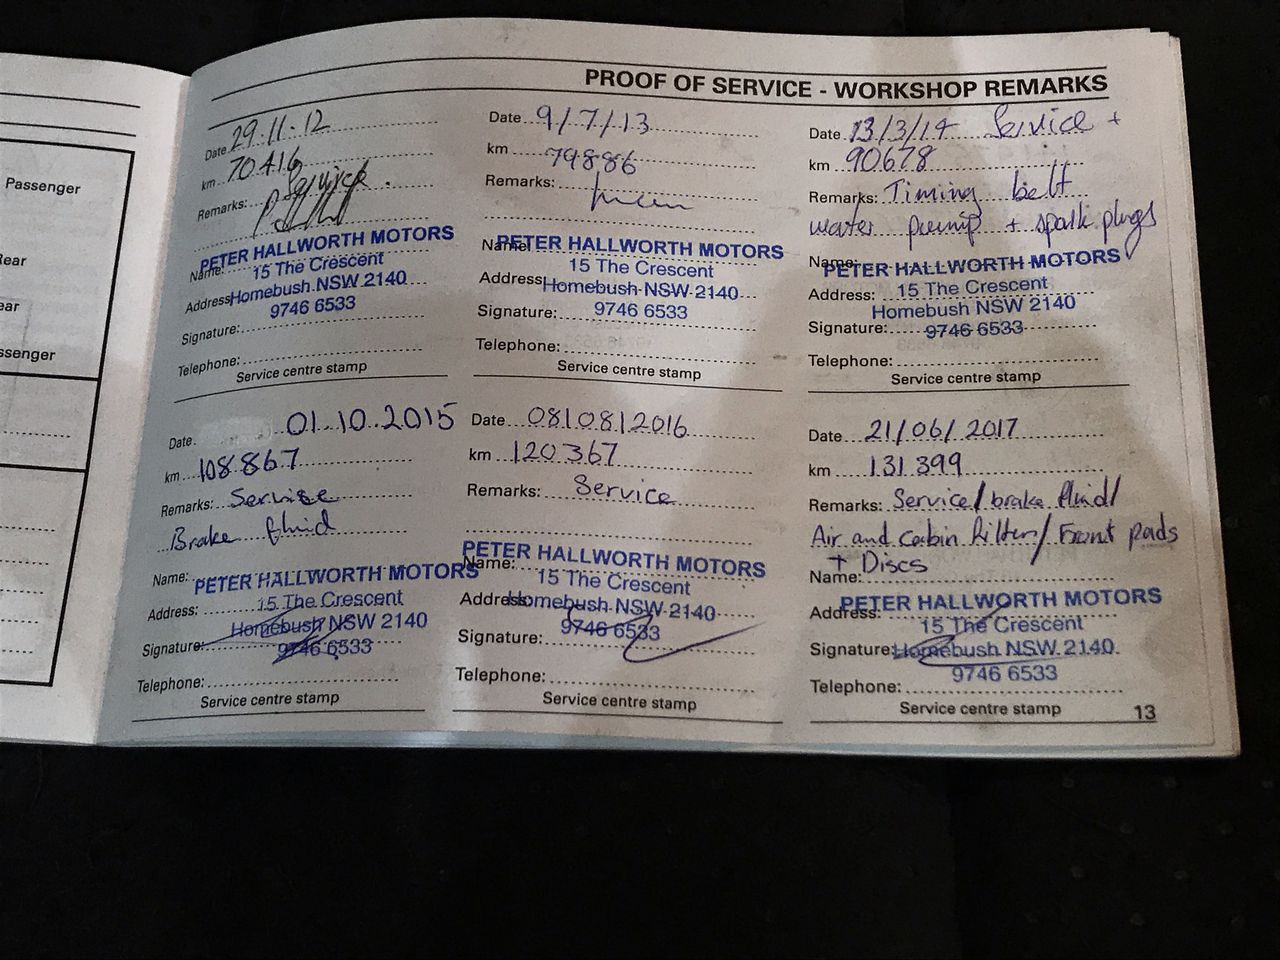 Passenger
Rear
ear
ssenger
PROOF OF SERVICE - WORKSHOP REMARKS
Date 29.11.12
km 70416
Remarks: Service
PETER HALLWORTH MOTORS
Name:
15 The Crescent
Address Homebush NSW 2140
9746 6533
Signature:
Telephone:
Service centre stamp
Date 9/7/13
km 79886
Remarks:
Name: PETER HALLWORTH MOTORS
15 The Crescent
Address Homebush NSW 2140
Signature: 9746 6533
Telephone:
Service centre stamp
Date 13/3/14 Service +
km 90678
Remarks: Timing belt
water pump + spark plugs
Name:
PETER HALLWORTH MOTORS
Address: 15 The Crescent
Homebush NSW 2140
Signature: 9746 6533
Telephone:
Service centre stamp
Date 01.10.2015
km 108867
Remarks: Service
Brake fluid
Name: PETER HALLWORTH MOTORS
Address: 15 The Crescent
Homebush NSW 2140
Signature: 9746 6533
Telephone:
Service centre stamp
Date 08/08/2016
km 120367
Remarks: Service
PETER HALLWORTH MOTORS
Name:
15 The Crescent
Address: Homebush NSW 2140
Signature: 9746 6533
Telephone:
Service centre stamp
Date 21/06/2017
km 131399
Remarks: Service/brake fluid/
Air and cabin filter/Front pads
+ Discs
Name:
Address: PETER HALLWORTH MOTORS
15 The Crescent
Signature: Homebush NSW 2140
9746 6533
Telephone:
Service centre stamp
13